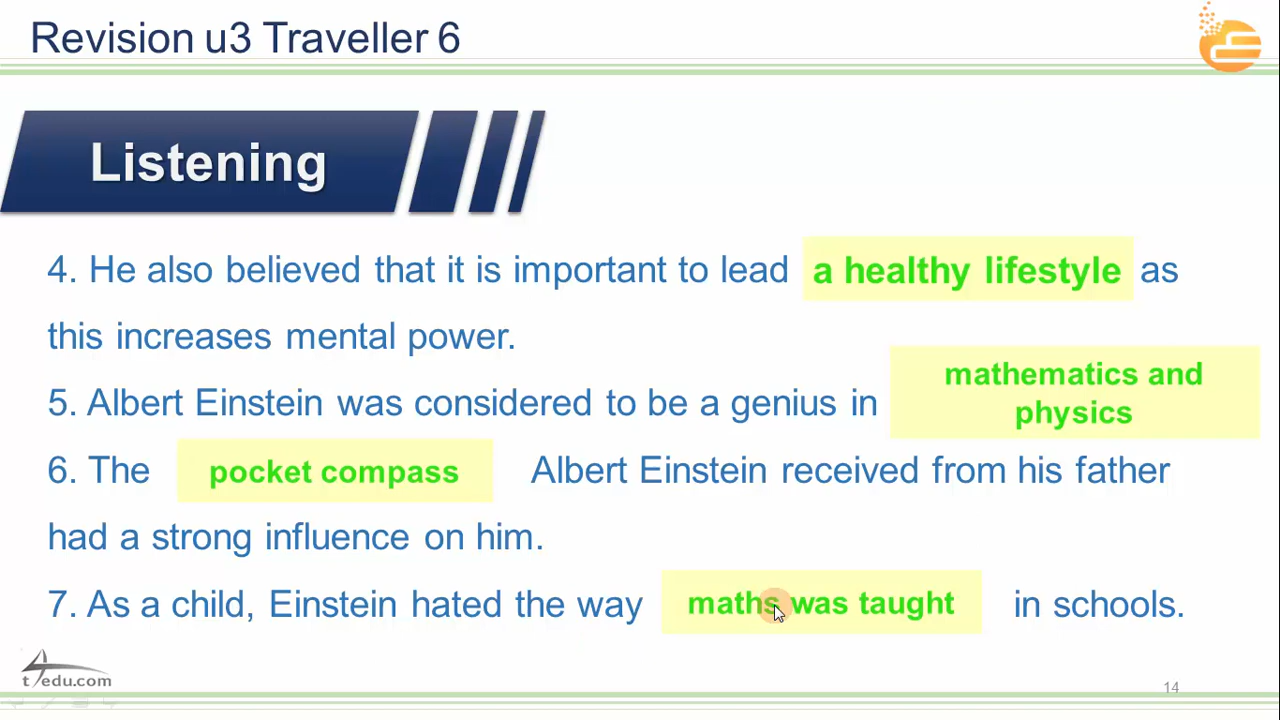 Revision u3 Traveller 6
Listening
4. He also believed that it is important to lead a healthy lifestyle as
this increases mental power.
5. Albert Einstein was considered to be a genius in mathematics and
physics
6. The pocket compass Albert Einstein received from his father
had a strong influence on him.
7. As a child, Einstein hated the way maths was taught in schools.
t4edu.com
14